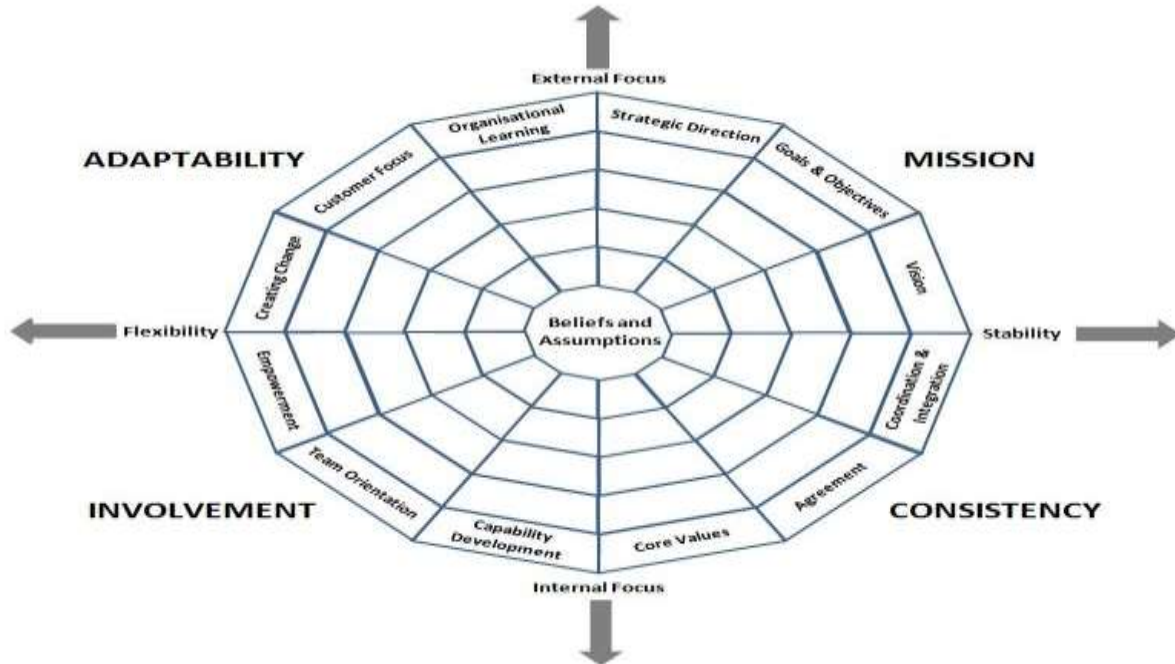 External Focus
ADAPTABILITY
MISSION
Organisational
Learning
Strategic Direction
Customer Focus
Goals & Objectives
Creating Change
Vision
Flexibility
Beliefs and
Assumptions
Stability
Empowerment
Coordination &
Integration
Team Orientation
Agreement
INVOLVEMENT
CONSISTENCY
Capability
Development
Core Values
Internal Focus